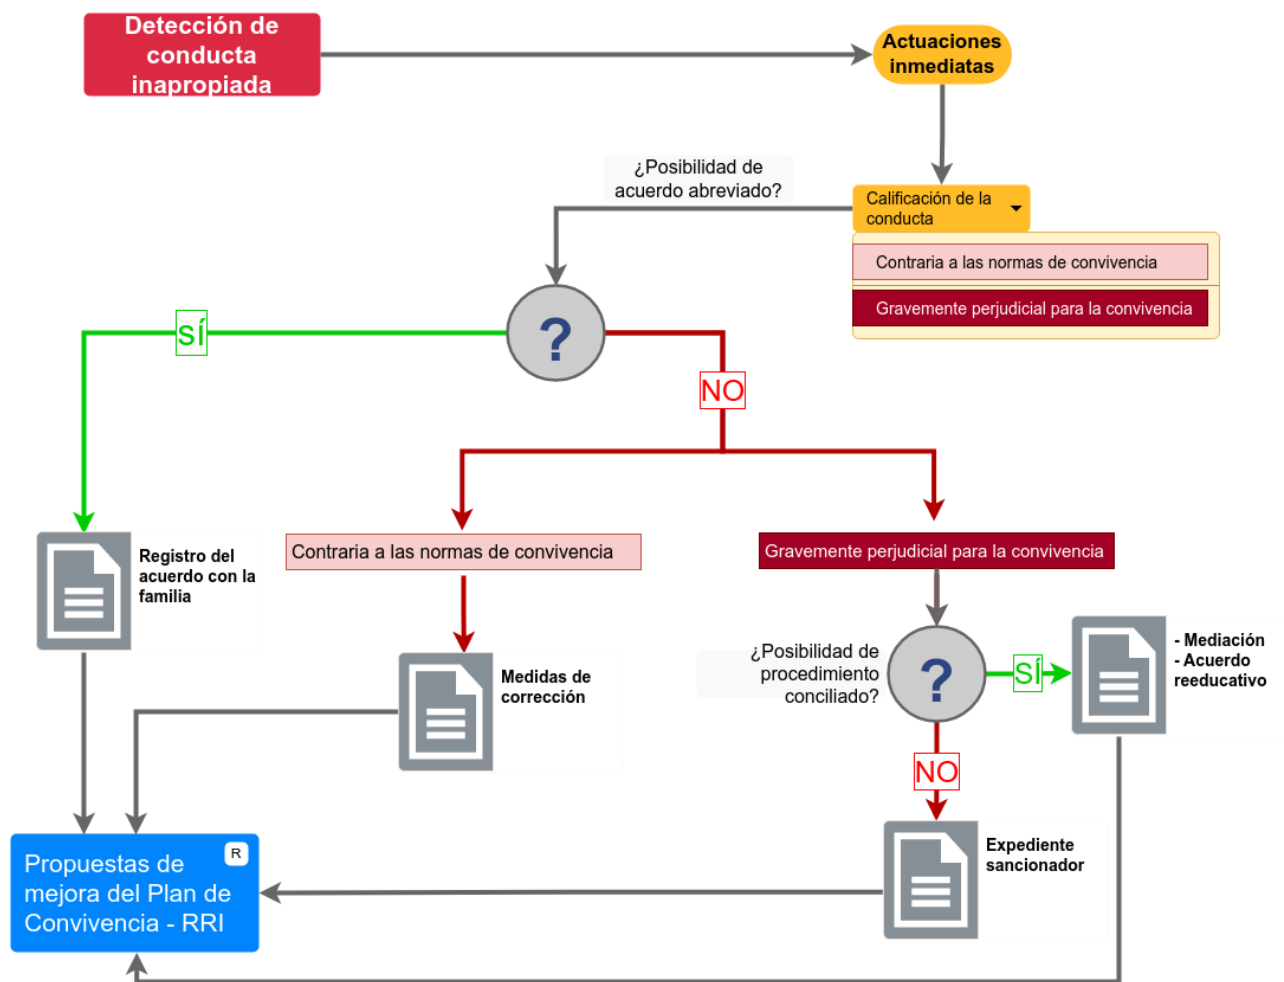 Detección de
conducta
inapropiada
Actuaciones
inmediatas
¿Posibilidad de
acuerdo abreviado?
Calificación de la
conducta
Contraria a las normas de convivencia
Gravemente perjudicial para la convivencia
?
SÍ
NO
Registro del
acuerdo con la
familia
Contraria a las normas de convivencia
Gravemente perjudicial para la convivencia
¿Posibilidad de
procedimiento
conciliado?
?
SÍ
- Mediación
- Acuerdo
reeducativo
Medidas de
corrección
NO
Expediente
sancionador
Propuestas de
mejora del Plan de
Convivencia - RRI
R